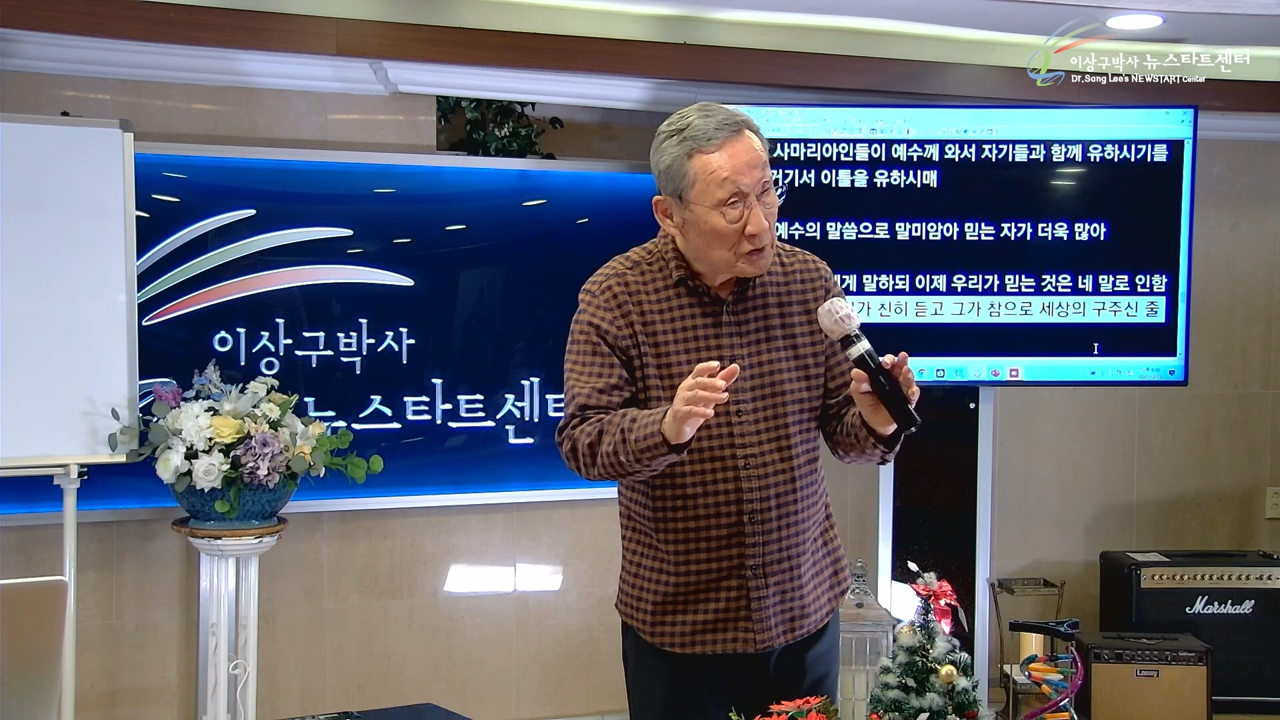 이상구박사 뉴스타트센터
Dr.Sang Lee's NEWSTART Center
사마리아인들이 예수께 와서 자기들과 함께 유하시기를
거기서 이틀을 유하시매
예수의 말씀으로 말미암아 믿는 자가 더욱 많아
말하되 이제 우리가 믿는 것은 네 말로 인함
친히 듣고 그가 참으로 세상의 구주신 줄
이상구박사
뉴스타트센터
Marshall
Laney